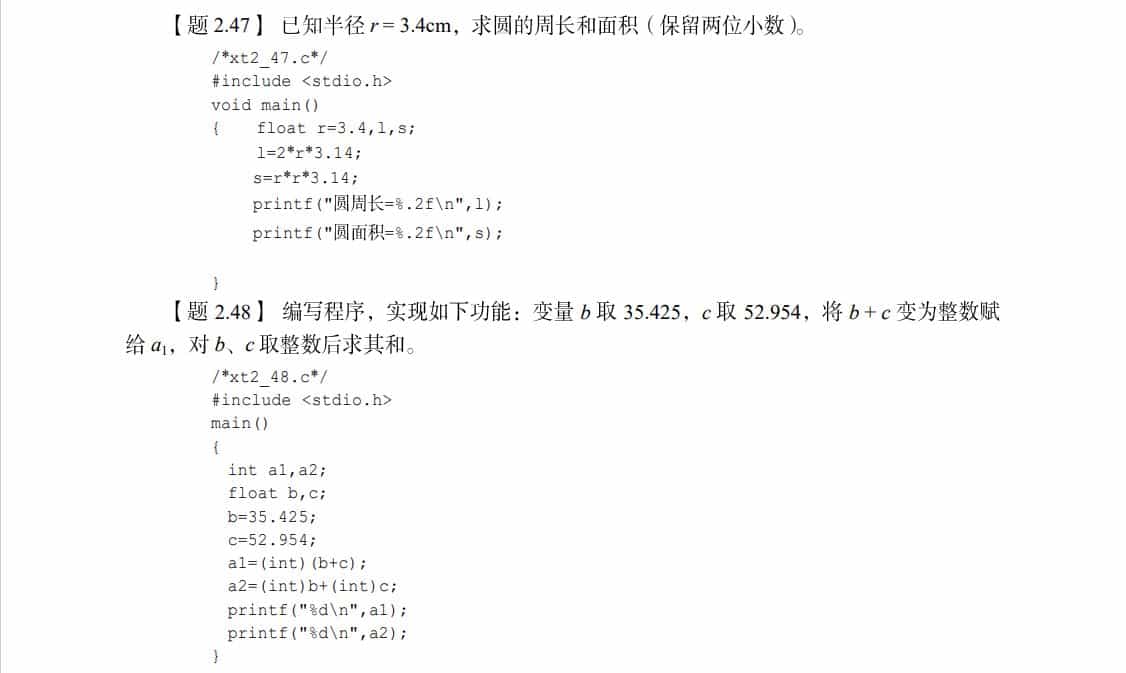 【题 2.47】 已知半径 r = 3.4cm，求圆的周长和面积（保留两位小数）。
/*xt2_47.c*/
#include <stdio.h>
void main()
{    float r=3.4,l,s;
l=2*r*3.14;
s=r*r*3.14;
printf("圆周长=%.2f\n",l);
printf("圆面积=%.2f\n",s);
}
【题 2.48】 编写程序，实现如下功能：变量 b 取 35.425，c 取 52.954，将 b + c 变为整数赋
给 a1，对 b、c 取整数后求其和。
/*xt2_48.c*/
#include <stdio.h>
main()
{
int a1,a2;
float b,c;
b=35.425;
c=52.954;
a1=(int)(b+c);
a2=(int)b+(int)c;
printf("%d\n",a1);
printf("%d\n",a2);
}